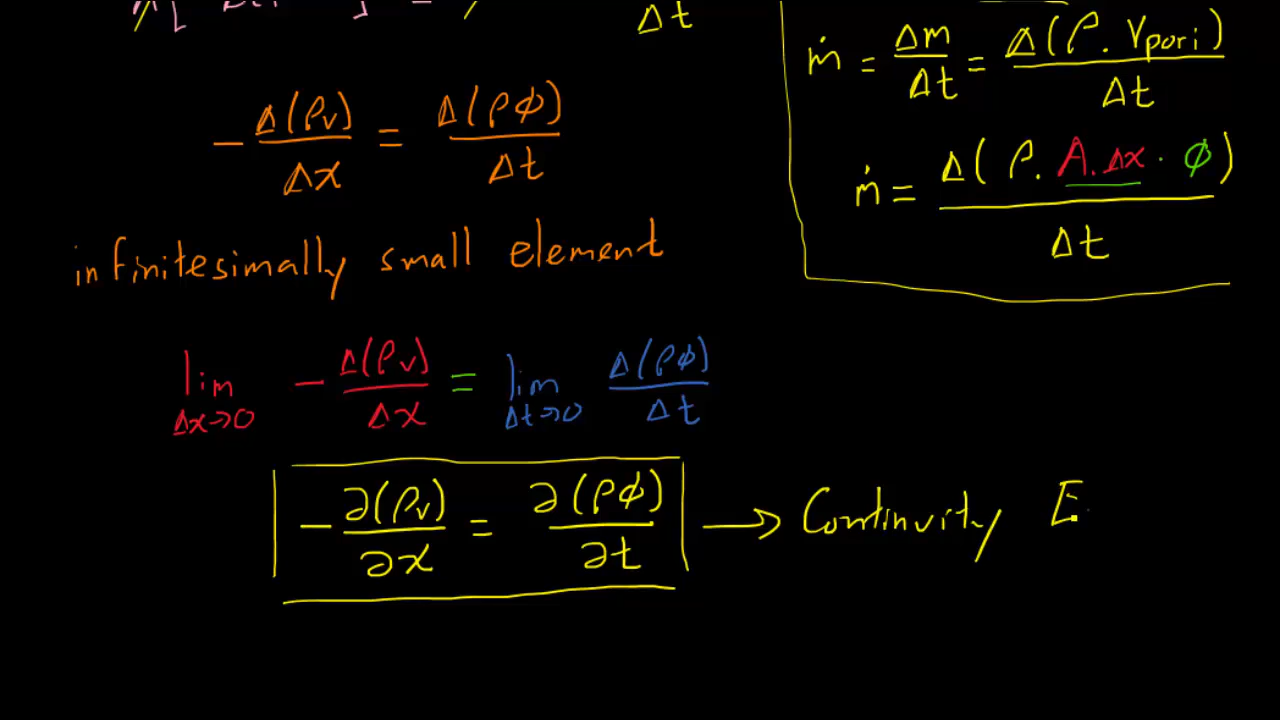 Δt
ṁ = Δm/Δt = Δ(ρ. Vpori)/Δt
-Δ(ρv)/Δx = Δ(ρϕ)/Δt
ṁ = Δ(ρ. A. Δx · ϕ)/Δt
infinitesimally small element
lim Δx→0 -Δ(ρv)/Δx = lim Δt→0 Δ(ρϕ)/Δt
-∂(ρv)/∂x = ∂(ρϕ)/∂t → Continuity E